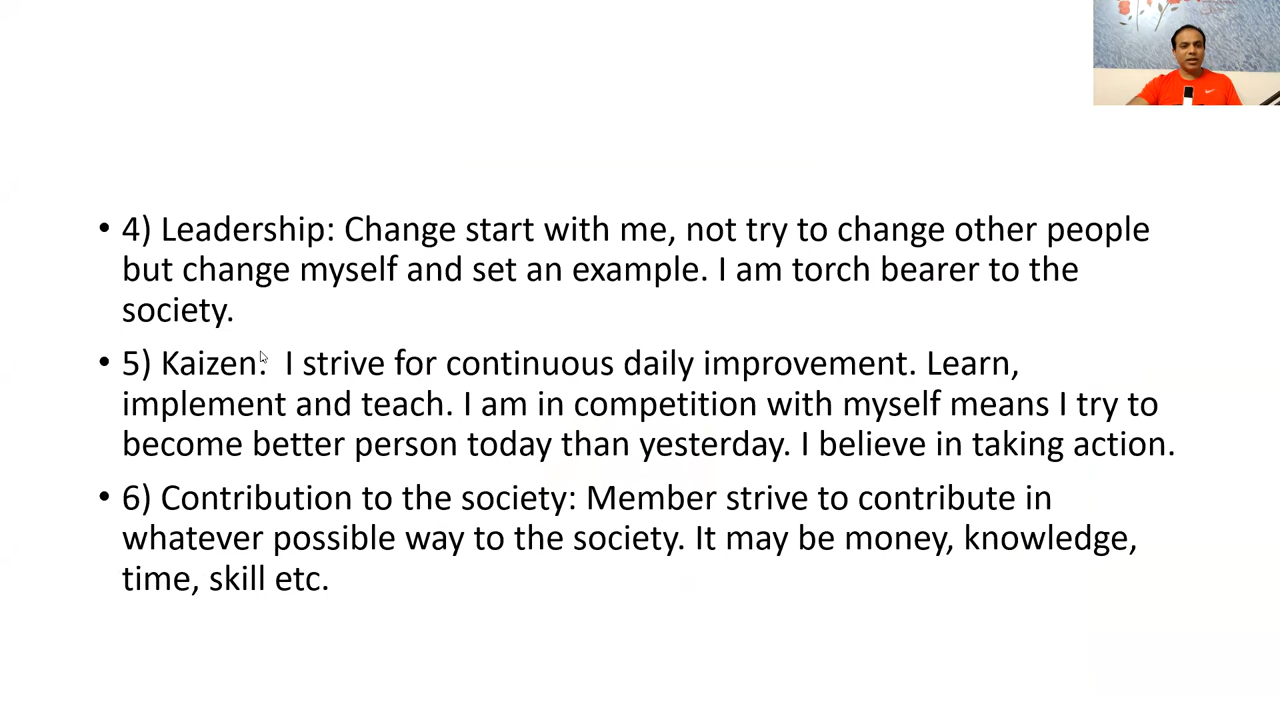 • 4) Leadership: Change start with me, not try to change other people
but change myself and set an example. I am torch bearer to the
society.
• 5) Kaizen:  I strive for continuous daily improvement. Learn,
implement and teach. I am in competition with myself means I try to
become better person today than yesterday. I believe in taking action.
• 6) Contribution to the society: Member strive to contribute in
whatever possible way to the society. It may be money, knowledge,
time, skill etc.